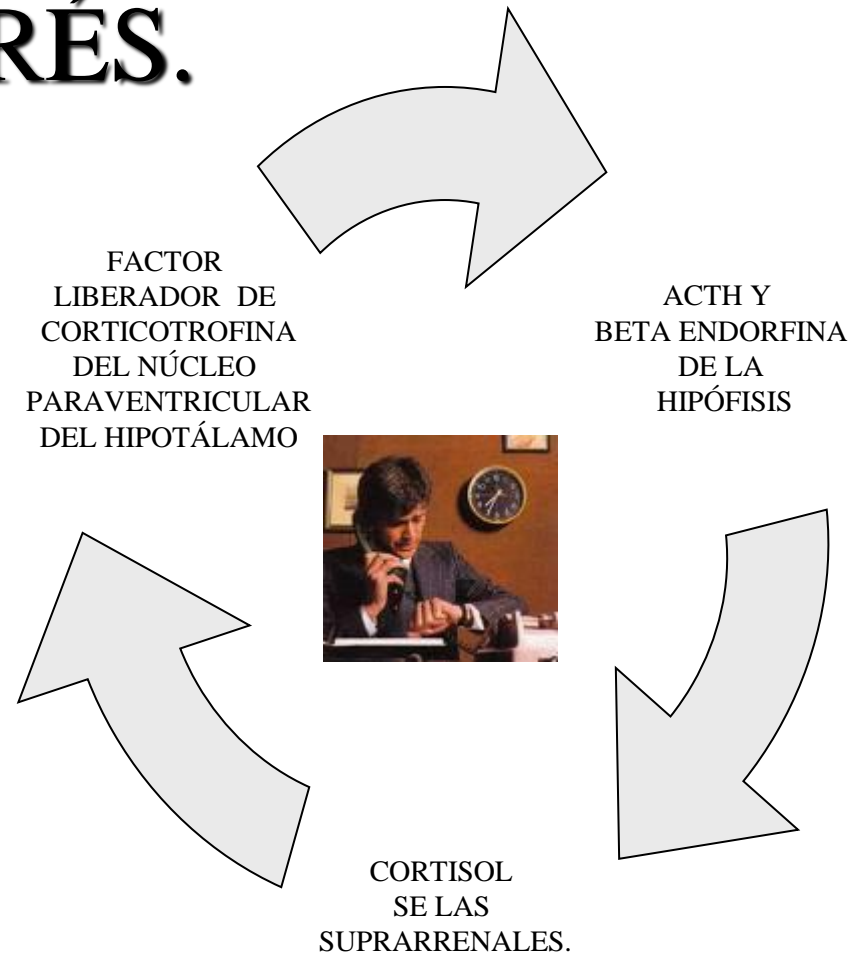 RÉS.
FACTOR
LIBERADOR DE
CORTICOTROFINA
DEL NÚCLEO
PARAVENTRICULAR
DEL HIPOTÁLAMO
ACTH Y
BETA ENDORFINA
DE LA
HIPÓFISIS
CORTISOL
SE LAS
SUPRARRENALES.